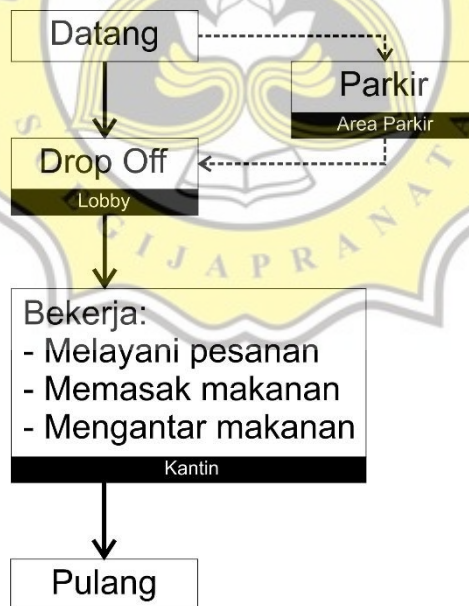 Datang
Parkir
Area Parkir
Drop Off
Lobby
Bekerja:
- Melayani pesanan
- Memasak makanan
- Mengantar makanan
Kantin
Pulang